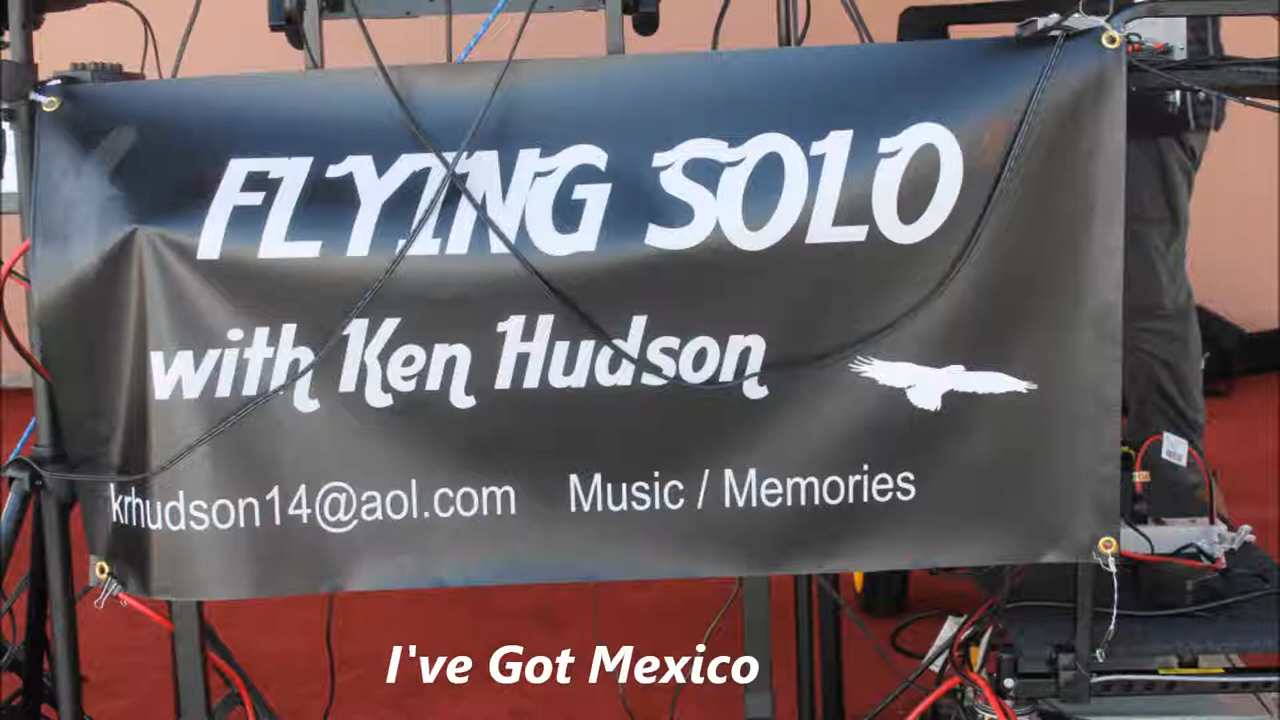 FLYING SOLO
with Ken Hudson
krhudson14@aol.com Music / Memories
I've Got Mexico